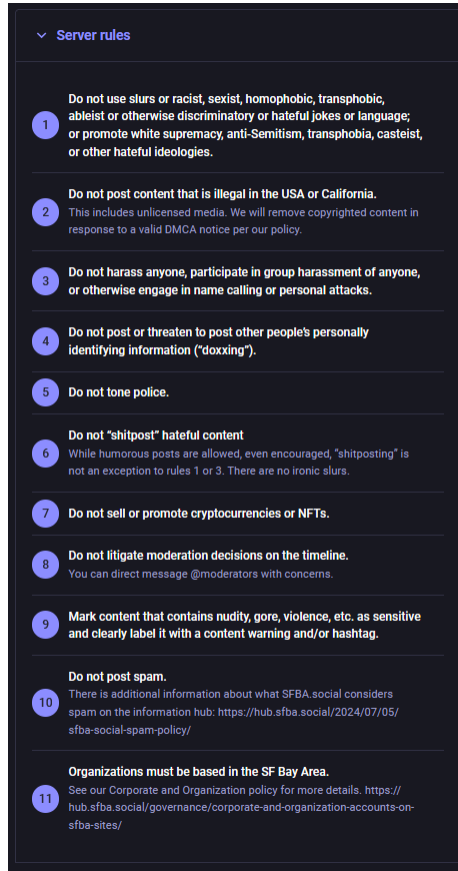 Server rules
1
Do not use slurs or racist, sexist, homophobic, transphobic,
ableist or otherwise discriminatory or hateful jokes or language;
or promote white supremacy, anti-Semitism, transphobia, casteist,
or other hateful ideologies.
2
Do not post content that is illegal in the USA or California.
This includes unlicensed media. We will remove copyrighted content in
response to a valid DMCA notice per our policy.
3
Do not harass anyone, participate in group harassment of anyone,
or otherwise engage in name calling or personal attacks.
4
Do not post or threaten to post other people's personally
identifying information (“doxxing”).
5
Do not tone police.
6
Do not “shitpost” hateful content
While humorous posts are allowed, even encouraged, “shitposting” is
not an exception to rules 1 or 3. There are no ironic slurs.
7
Do not sell or promote cryptocurrencies or NFTs.
8
Do not litigate moderation decisions on the timeline.
You can direct message @moderators with concerns.
9
Mark content that contains nudity, gore, violence, etc. as sensitive
and clearly label it with a content warning and/or hashtag.
10
Do not post spam.
There is additional information about what SFBA.social considers
spam on the information hub: https://hub.sfba.social/2024/07/05/
sfba-social-spam-policy/
11
Organizations must be based in the SF Bay Area.
See our Corporate and Organization policy for more details. https://
hub.sfba.social/governance/corporate-and-organization-accounts-on-
sfba-sites/